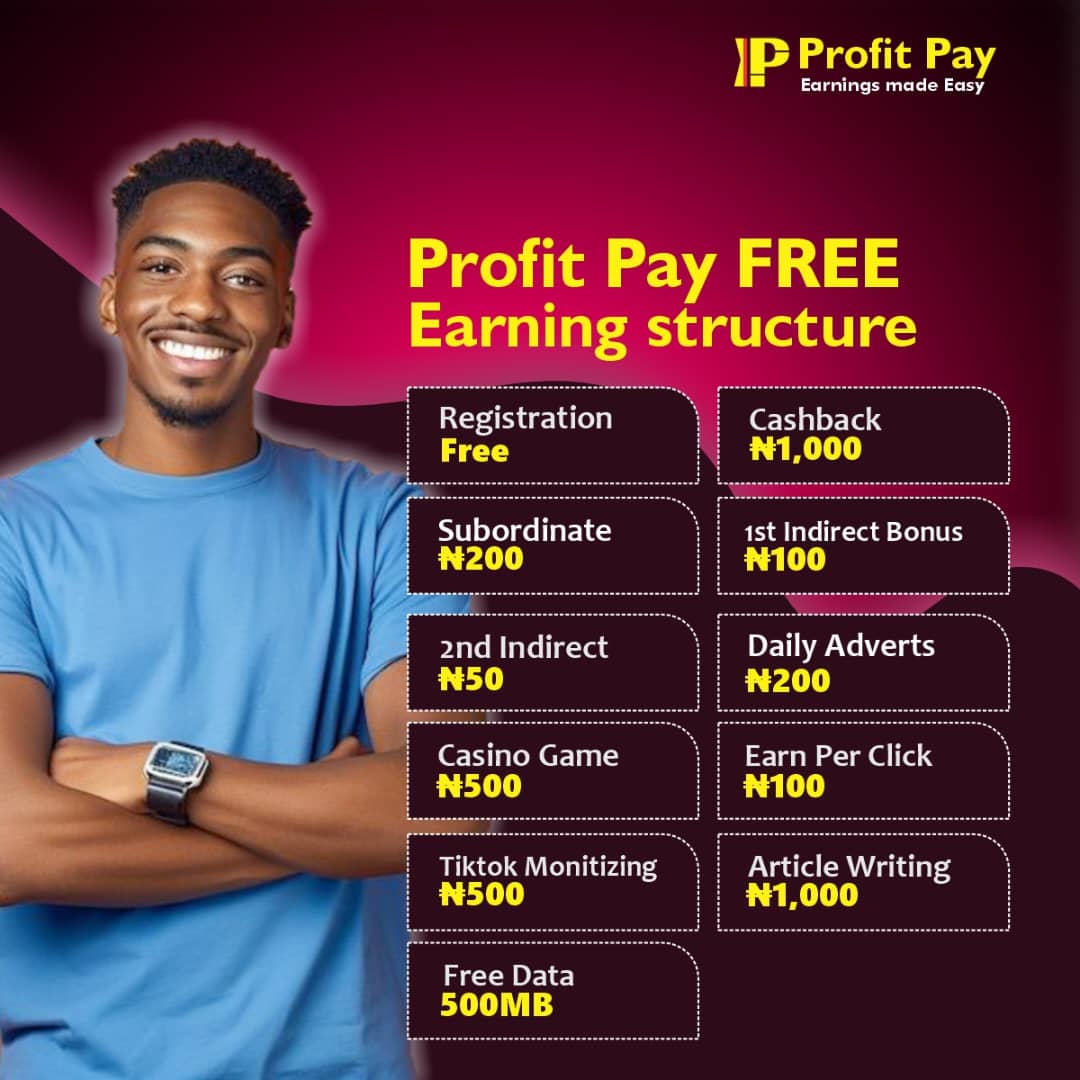 Profit Pay
Earnings made Easy
Profit Pay FREE
Earning structure
Registration
Free
Cashback
₦1,000
Subordinate
₦200
1st Indirect Bonus
₦100
2nd Indirect
₦50
Daily Adverts
₦200
Casino Game
₦500
Earn Per Click
₦100
Tiktok Monitizing
₦500
Article Writing
₦1,000
Free Data
500MB